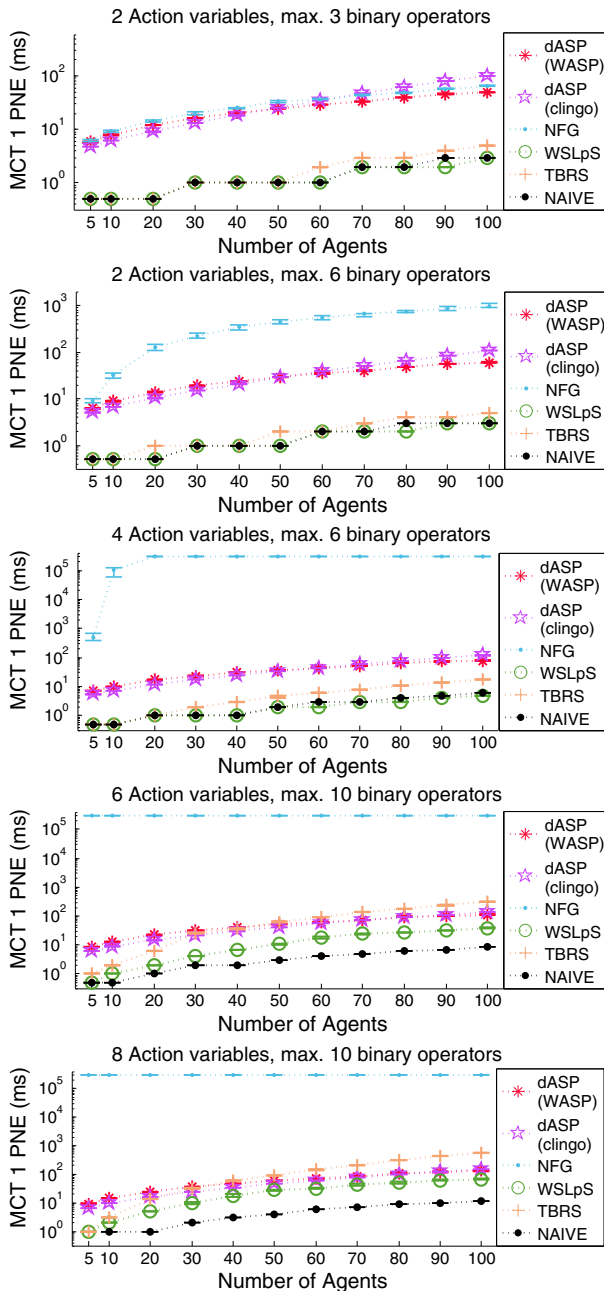 2 Action variables, max. 3 binary operators
MCT 1 PNE (ms)
10^2
10^1
10^0
5 10 20 30 40 50 60 70 80 90 100
Number of Agents
dASP
(WASP)
dASP
(clingo)
NFG
WSLpS
TBRS
NAIVE
2 Action variables, max. 6 binary operators
MCT 1 PNE (ms)
10^3
10^2
10^1
10^0
5 10 20 30 40 50 60 70 80 90 100
Number of Agents
dASP
(WASP)
dASP
(clingo)
NFG
WSLpS
TBRS
NAIVE
4 Action variables, max. 6 binary operators
MCT 1 PNE (ms)
10^5
10^4
10^3
10^2
10^1
10^0
5 10 20 30 40 50 60 70 80 90 100
Number of Agents
dASP
(WASP)
dASP
(clingo)
NFG
WSLpS
TBRS
NAIVE
6 Action variables, max. 10 binary operators
MCT 1 PNE (ms)
10^5
10^4
10^3
10^2
10^1
10^0
5 10 20 30 40 50 60 70 80 90 100
Number of Agents
dASP
(WASP)
dASP
(clingo)
NFG
WSLpS
TBRS
NAIVE
8 Action variables, max. 10 binary operators
MCT 1 PNE (ms)
10^5
10^4
10^3
10^2
10^1
10^0
5 10 20 30 40 50 60 70 80 90 100
Number of Agents
dASP
(WASP)
dASP
(clingo)
NFG
WSLpS
TBRS
NAIVE